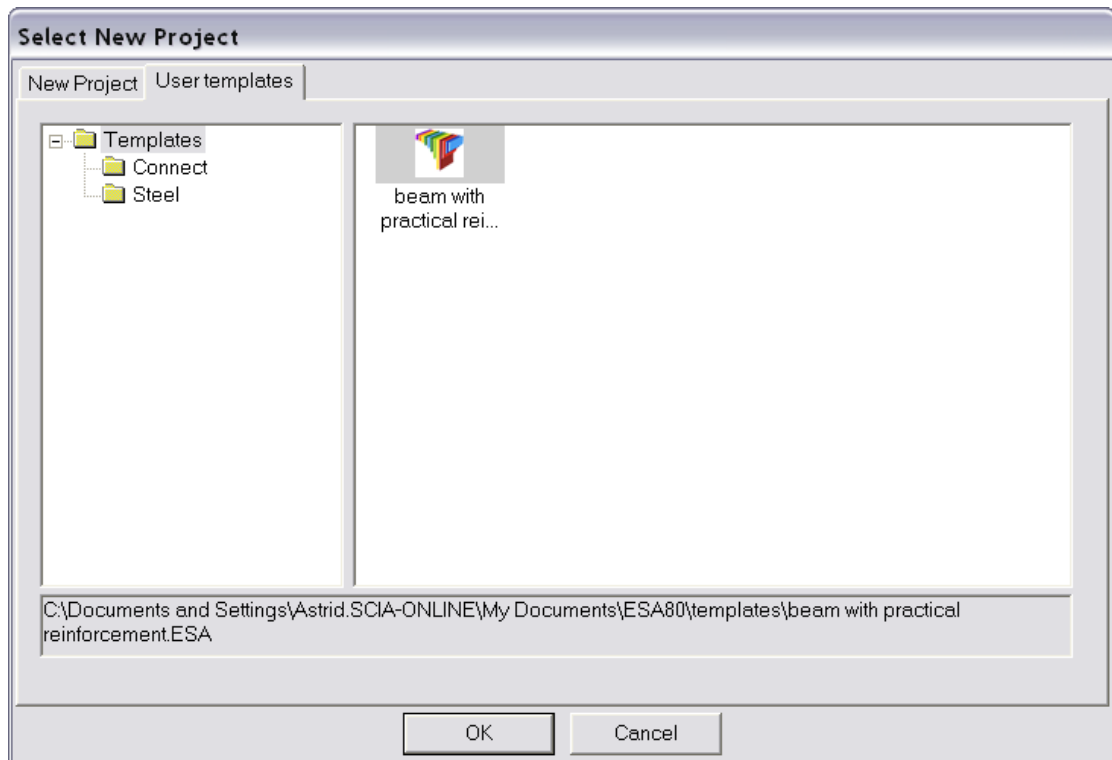 Select New Project
New Project User templates
Templates
Connect
Steel
beam with
practical rei...
C:\Documents and Settings\Astrid.SCIA-ONLINE\My Documents\ESA80\templates\beam with practical
reinforcement.ESA
OK Cancel